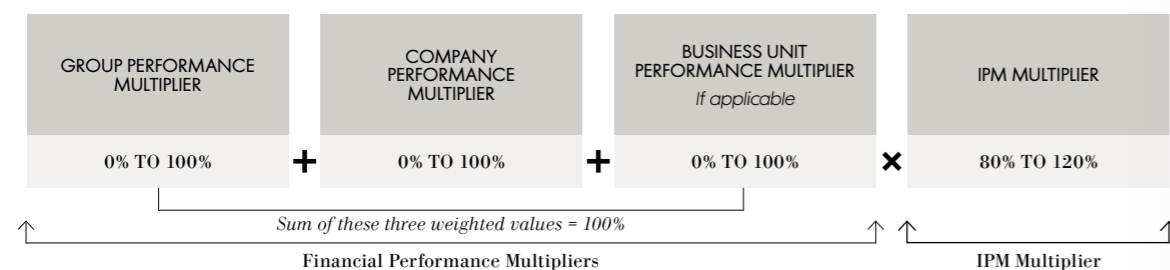 GROUP PERFORMANCE
MULTIPLIER
COMPANY
PERFORMANCE
MULTIPLIER
BUSINESS UNIT
PERFORMANCE MULTIPLIER
If applicable
IPM MULTIPLIER
0% TO 100%
+
0% TO 100%
+
0% TO 100%
×
80% TO 120%
Sum of these three weighted values = 100%
Financial Performance Multipliers
IPM Multiplier